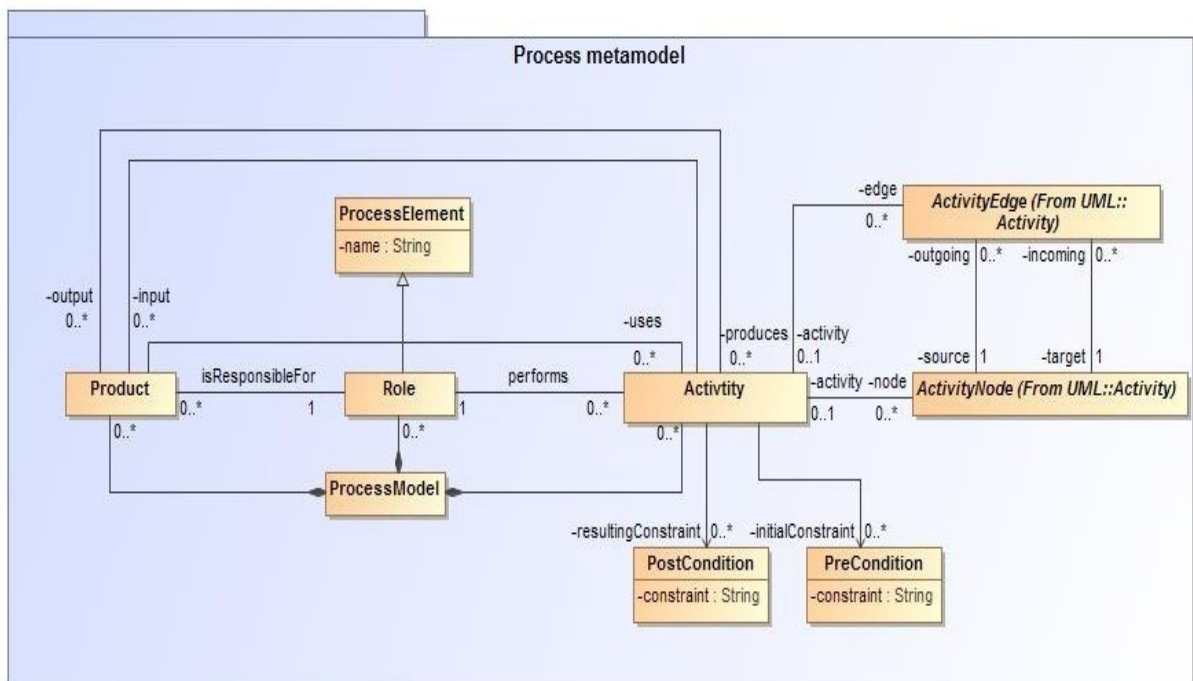 Process metamodel
-edge
0..*
ActivityEdge (From UML::
Activity)
ProcessElement
-name : String
-outgoing
0..*
-incoming
0..*
-output
0..*
-input
0..*
-uses
0..*
-produces
0..*
-activity
0..1
-source
1
-target
1
Product
isResponsibleFor
0..*
1
Role
performs
1
0..*
Activtity
-activity
0..1
-node
0..*
ActivityNode (From UML::Activity)
0..*
0..*
0..*
ProcessModel
-resultingConstraint
0..*
-initialConstraint
0..*
PostCondition
-constraint : String
PreCondition
-constraint : String